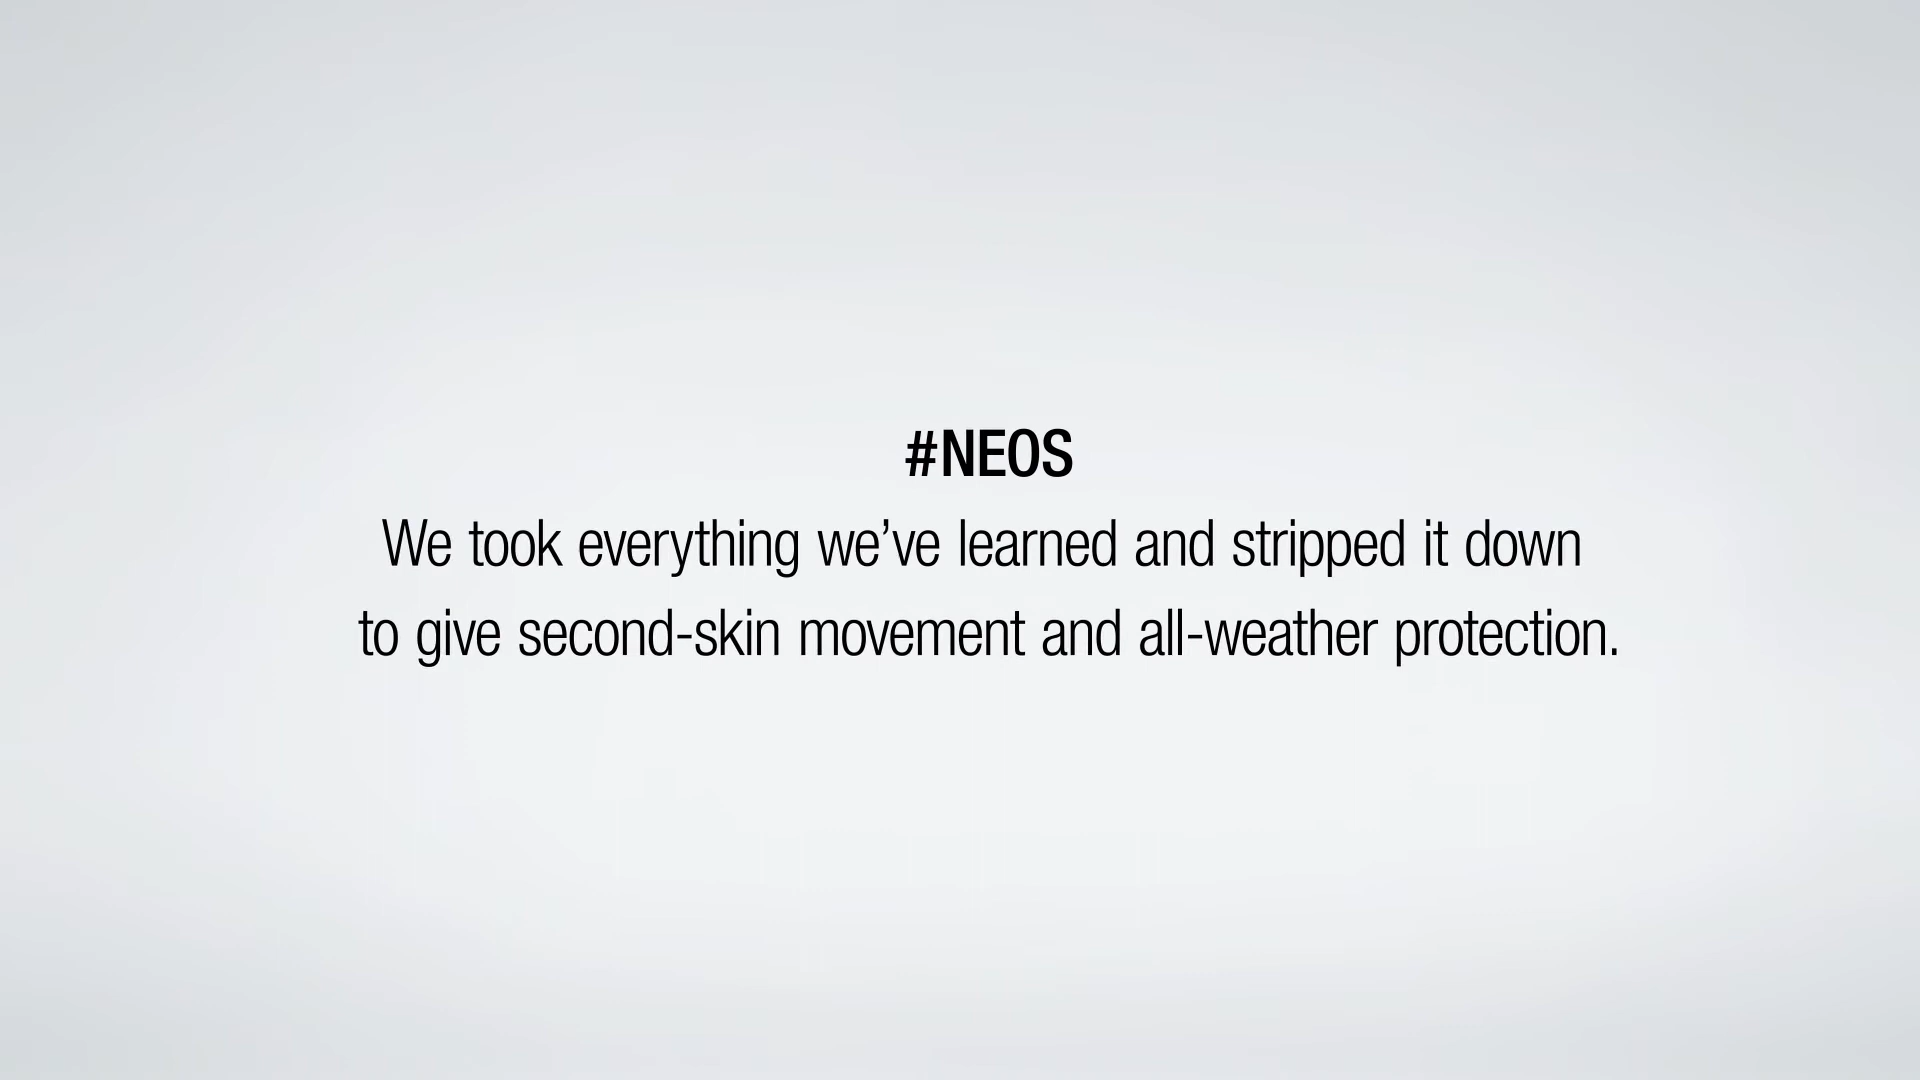 #NEOS
We took everything we’ve learned and stripped it down
to give second-skin movement and all-weather protection.